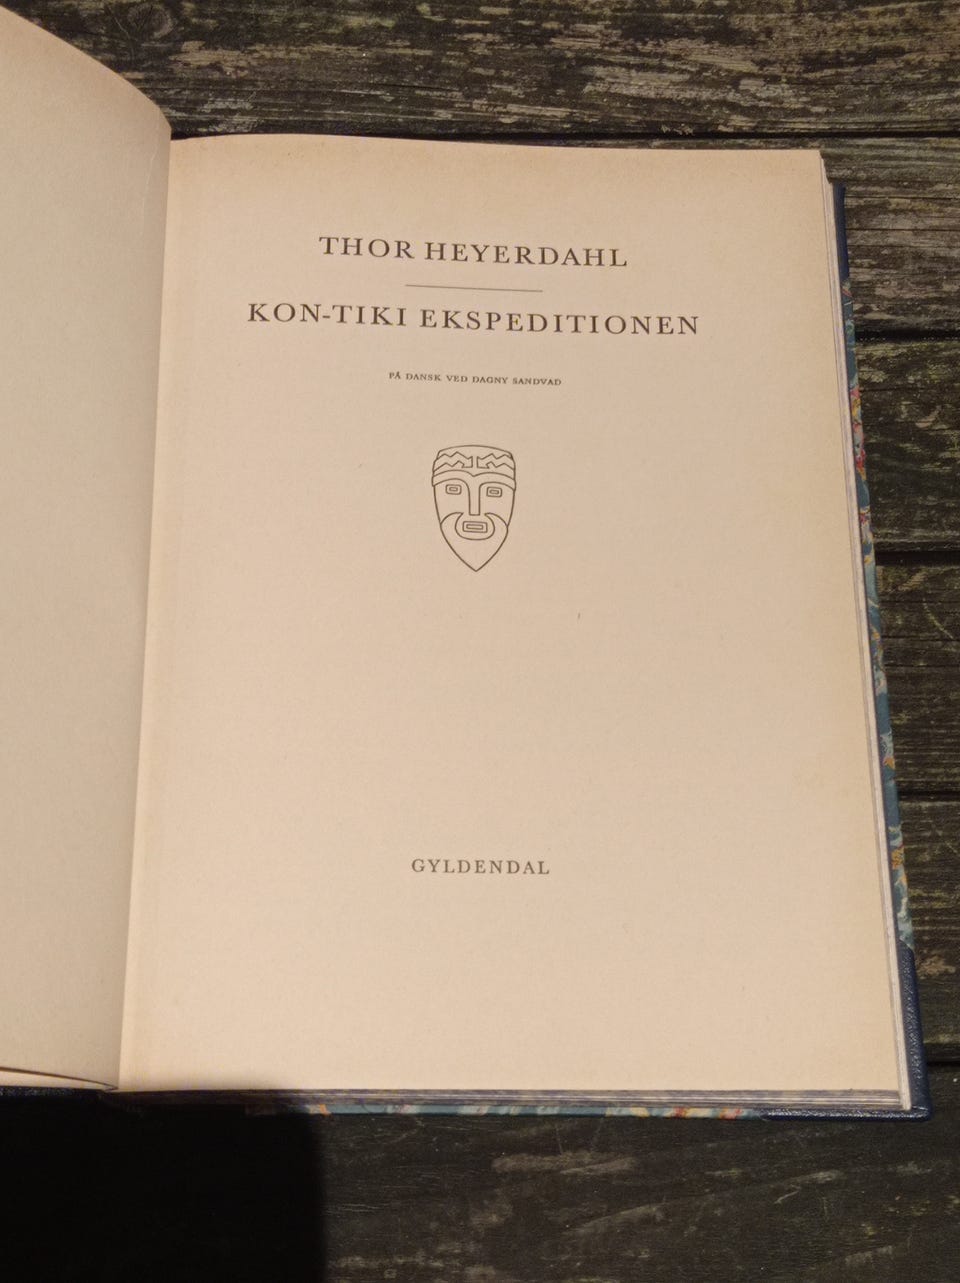 THOR HEYERDAHL
KON-TIKI EKSPEDITIONEN
PÅ DANSK VED DAGNY SANDVAD
GYLDENDAL